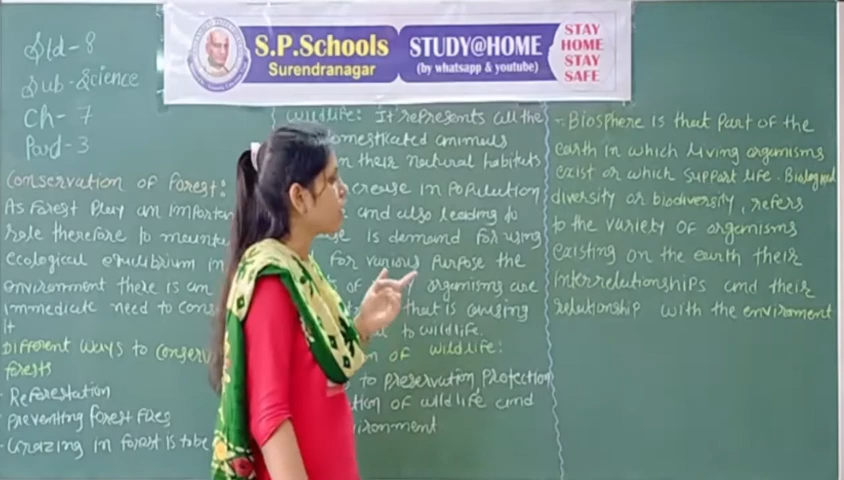 S.P.Schools
Surendranagar
STUDY@HOME
(by whatsapp & youtube)
STAY
HOME
STAY
SAFE
Std - 8
Sub - Science
Ch - 7
Part - 3
Conservation of forest:
As forest play an importan
role therefore to mainta
ecological equilibrium in
environment there is an
immediate need to cons
it
Different ways to conserv
forests
- Reforestation
- Preventing forest fires
- Grazing in forest is to be
Wildlife: It represents all the
omesticated animals
n their natural habitats
crease in population
and also leading to
se is demand for using
for various purpose the
s of organisms are
that is causing
t to wildlife.
n of wildlife:
to preservation, protection
tion of wildlife and
vironment
- Biosphere is that part of the
earth in which living organisms
exist or which support life. Biological
diversity or biodiversity, refers
to the variety of organisms
existing on the earth their
interrelationships and their
relationship with the enviroment